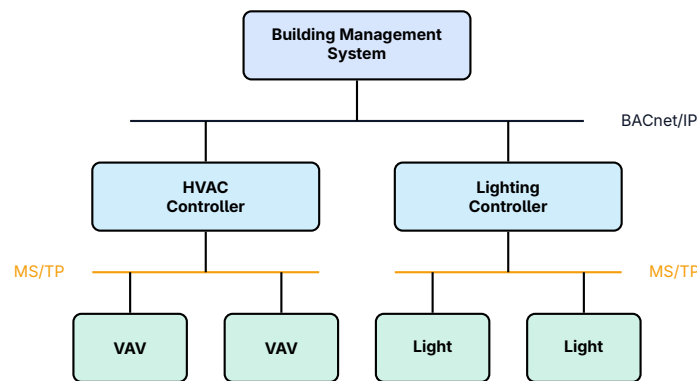 Building Management
System
BACnet/IP
HVAC
Controller
Lighting
Controller
MS/TP
MS/TP
VAV
VAV
Light
Light